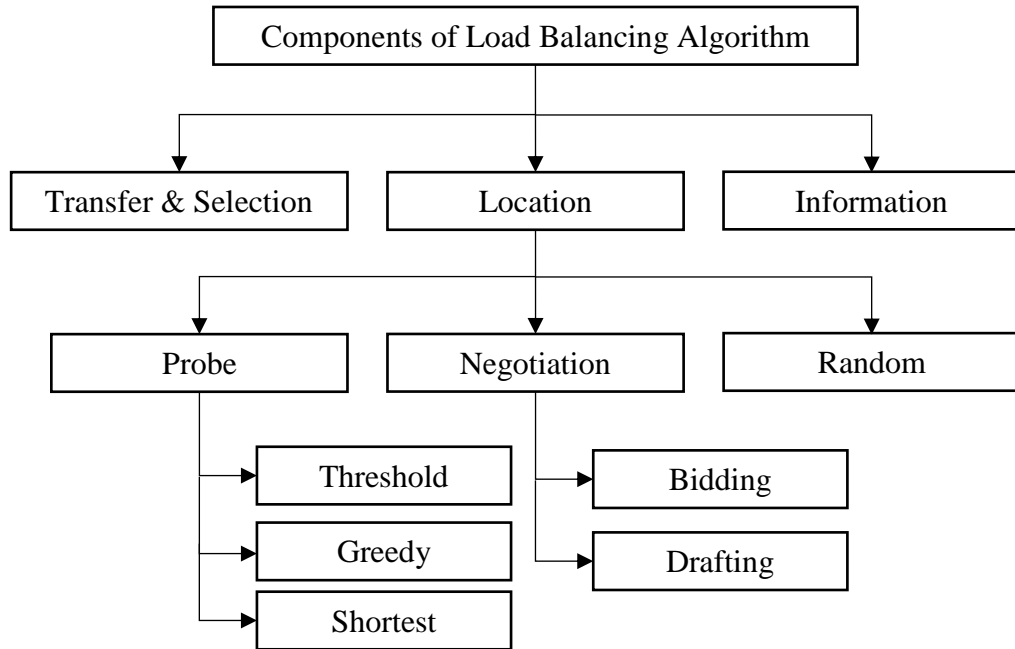 Components of Load Balancing Algorithm
Transfer & Selection
Location
Information
Probe
Negotiation
Random
Threshold
Bidding
Greedy
Drafting
Shortest